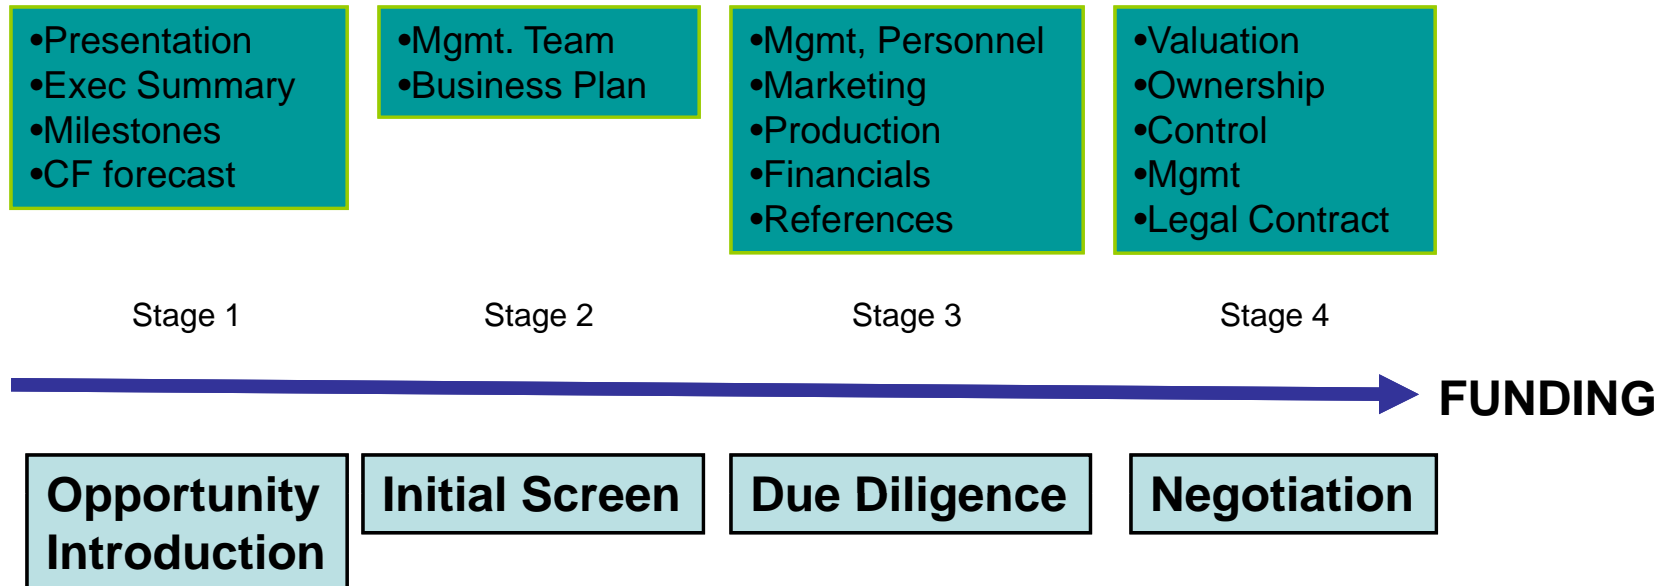 •Presentation
•Exec Summary
•Milestones
•CF forecast
•Mgmt. Team
•Business Plan
•Mgmt, Personnel
•Marketing
•Production
•Financials
•References
•Valuation
•Ownership
•Control
•Mgmt
•Legal Contract
Stage 1
Stage 2
Stage 3
Stage 4
FUNDING
Opportunity
Introduction
Initial Screen
Due Diligence
Negotiation